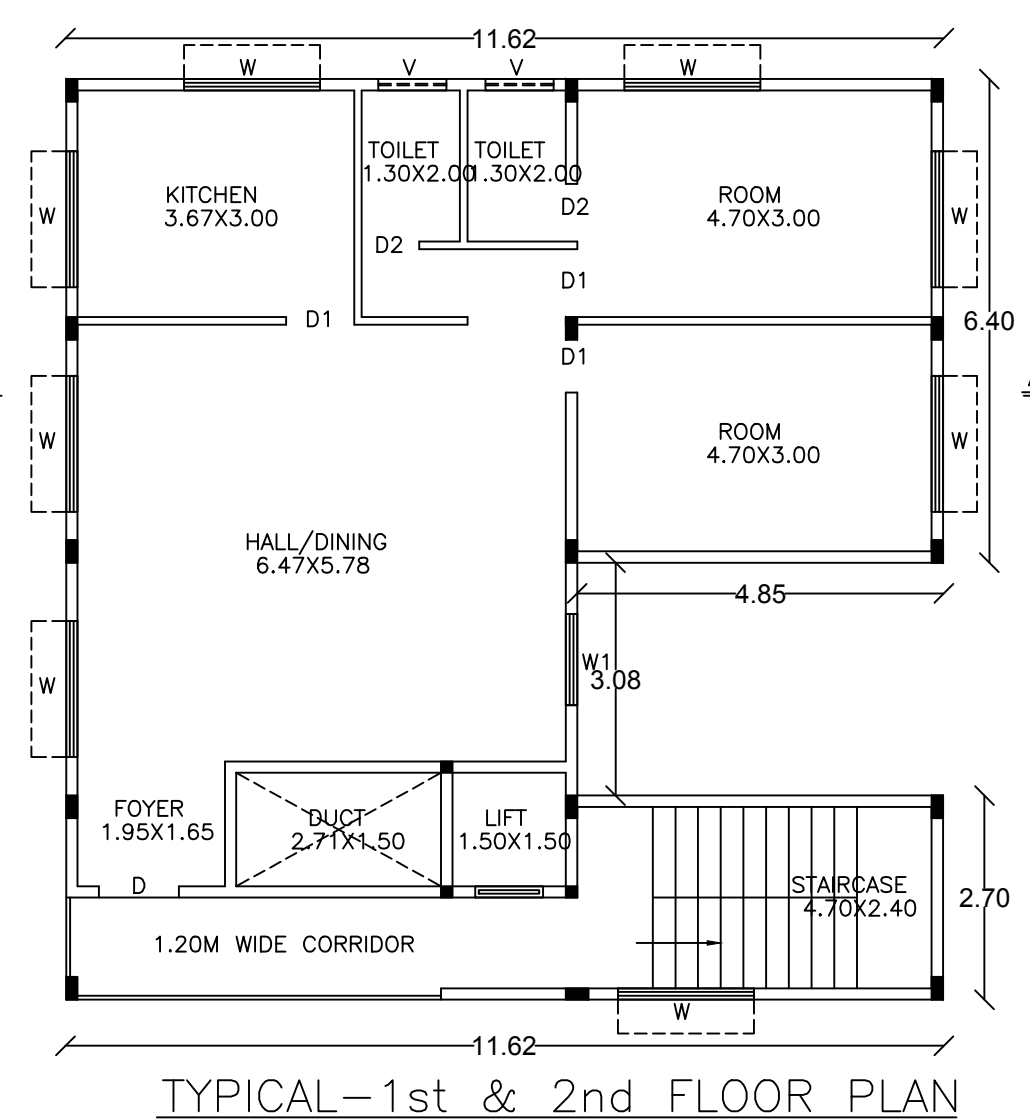 11.62
W
V
V
W
TOILET
1.30X2.00
TOILET
1.30X2.00
KITCHEN
3.67X3.00
ROOM
4.70X3.00
W
W
D2
D2
D1
D1
6.40
D1
W
W
ROOM
4.70X3.00
HALL/DINING
6.47X5.78
4.85
W1
3.08
W
FOYER
1.95X1.65
DUCT
2.71X1.50
LIFT
1.50X1.50
D
STAIRCASE
4.70X2.40
2.70
1.20M WIDE CORRIDOR
W
11.62
TYPICAL-1st & 2nd FLOOR PLAN